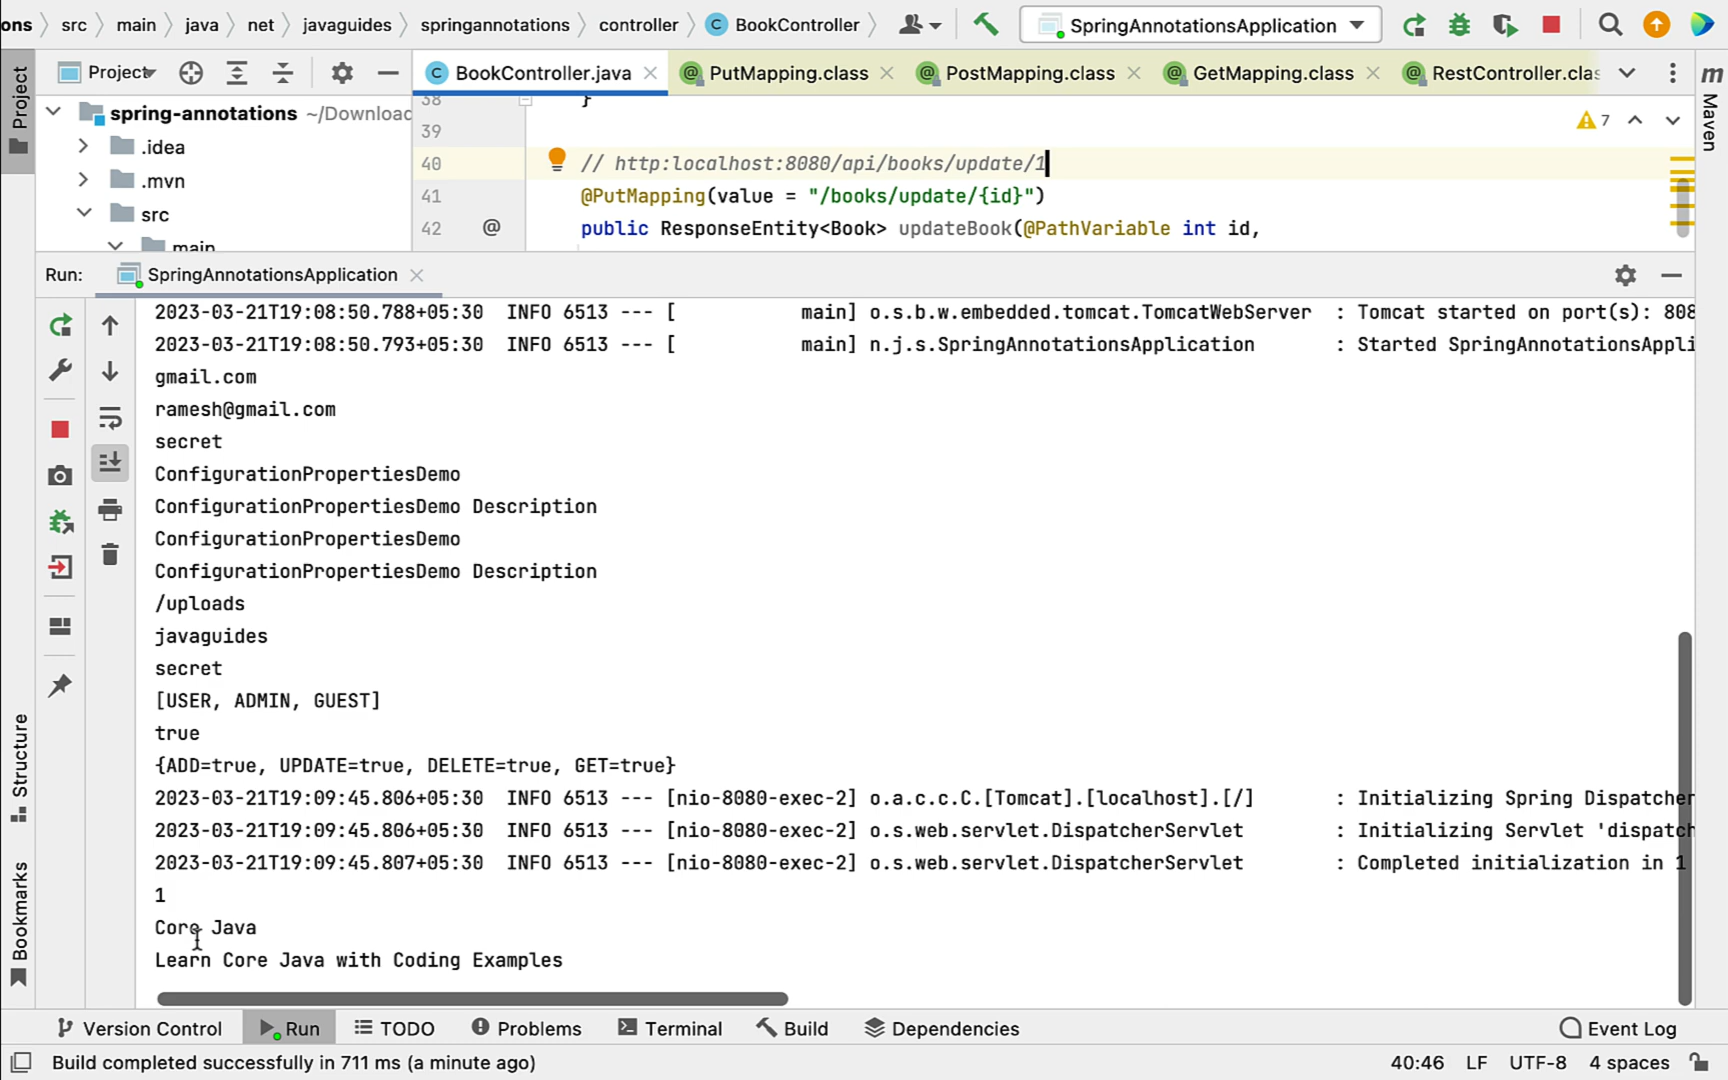 ons src main java net javaguides springannotations controller BookController SpringAnnotationsApplication
Project BookController.java PutMapping.class PostMapping.class GetMapping.class RestController.clas
Project
Maven
spring-annotations ~/Downloac
.idea
.mvn
src
main
38 }
39
40 // http:localhost:8080/api/books/update/1
41 @PutMapping(value = "/books/update/{id}")
42 public ResponseEntity<Book> updateBook(@PathVariable int id,
7
Run: SpringAnnotationsApplication
2023-03-21T19:08:50.788+05:30 INFO 6513 --- [ main] o.s.b.w.embedded.tomcat.TomcatWebServer : Tomcat started on port(s): 808
2023-03-21T19:08:50.793+05:30 INFO 6513 --- [ main] n.j.s.SpringAnnotationsApplication : Started SpringAnnotationsAppli
gmail.com
ramesh@gmail.com
secret
ConfigurationPropertiesDemo
ConfigurationPropertiesDemo Description
ConfigurationPropertiesDemo
ConfigurationPropertiesDemo Description
/uploads
javaguides
secret
[USER, ADMIN, GUEST]
true
{ADD=true, UPDATE=true, DELETE=true, GET=true}
2023-03-21T19:09:45.806+05:30 INFO 6513 --- [nio-8080-exec-2] o.a.c.c.C.[Tomcat].[localhost].[/] : Initializing Spring Dispatcher
2023-03-21T19:09:45.806+05:30 INFO 6513 --- [nio-8080-exec-2] o.s.web.servlet.DispatcherServlet : Initializing Servlet 'dispatch
2023-03-21T19:09:45.807+05:30 INFO 6513 --- [nio-8080-exec-2] o.s.web.servlet.DispatcherServlet : Completed initialization in 1
1
Core Java
Learn Core Java with Coding Examples
Structure
Bookmarks
Version Control Run TODO Problems Terminal Build Dependencies Event Log
Build completed successfully in 711 ms (a minute ago) 40:46 LF UTF-8 4 spaces